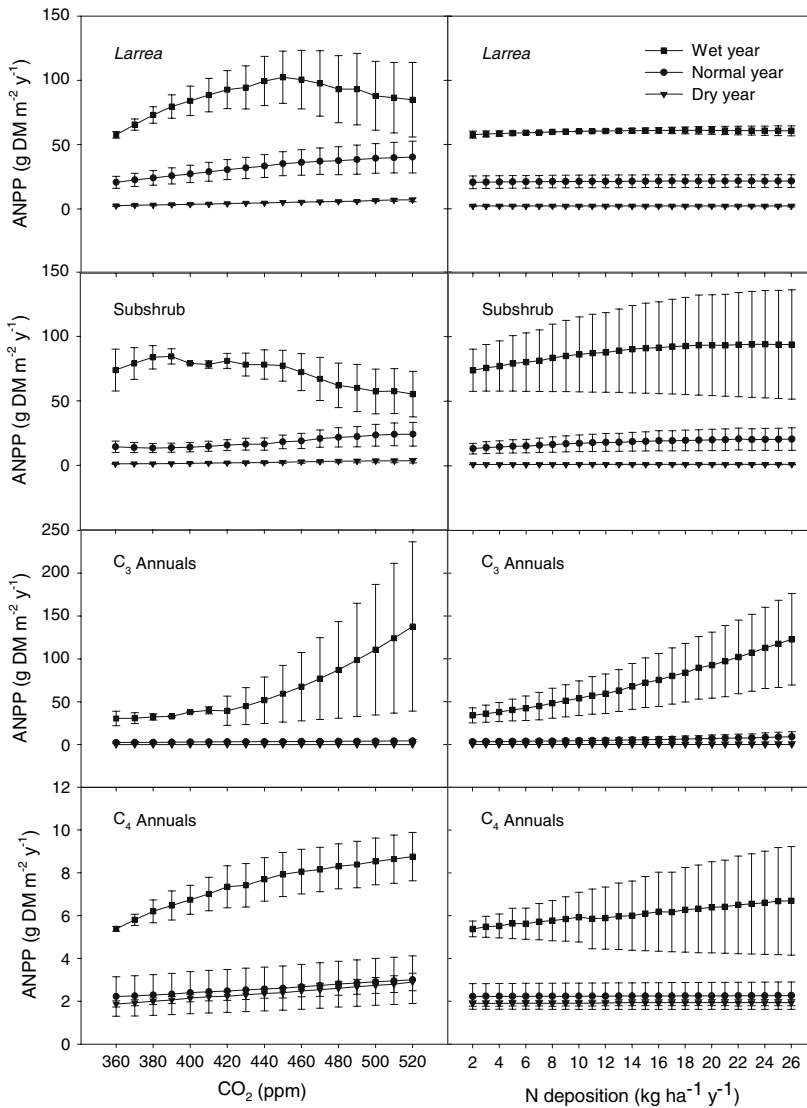 150
100
50
0
ANPP (g DM m⁻² y⁻¹)
Larrea
Larrea
Wet year
Normal year
Dry year
150
100
50
0
ANPP (g DM m⁻² y⁻¹)
Subshrub
Subshrub
250
200
150
100
50
0
ANPP (g DM m⁻² y⁻¹)
C₃ Annuals
C₃ Annuals
12
10
8
6
4
2
0
ANPP (g DM m⁻² y⁻¹)
C₄ Annuals
C₄ Annuals
360 380 400 420 440 460 480 500 520
2 4 6 8 10 12 14 16 18 20 22 24 26
CO₂ (ppm)
N deposition (kg ha⁻¹ y⁻¹)